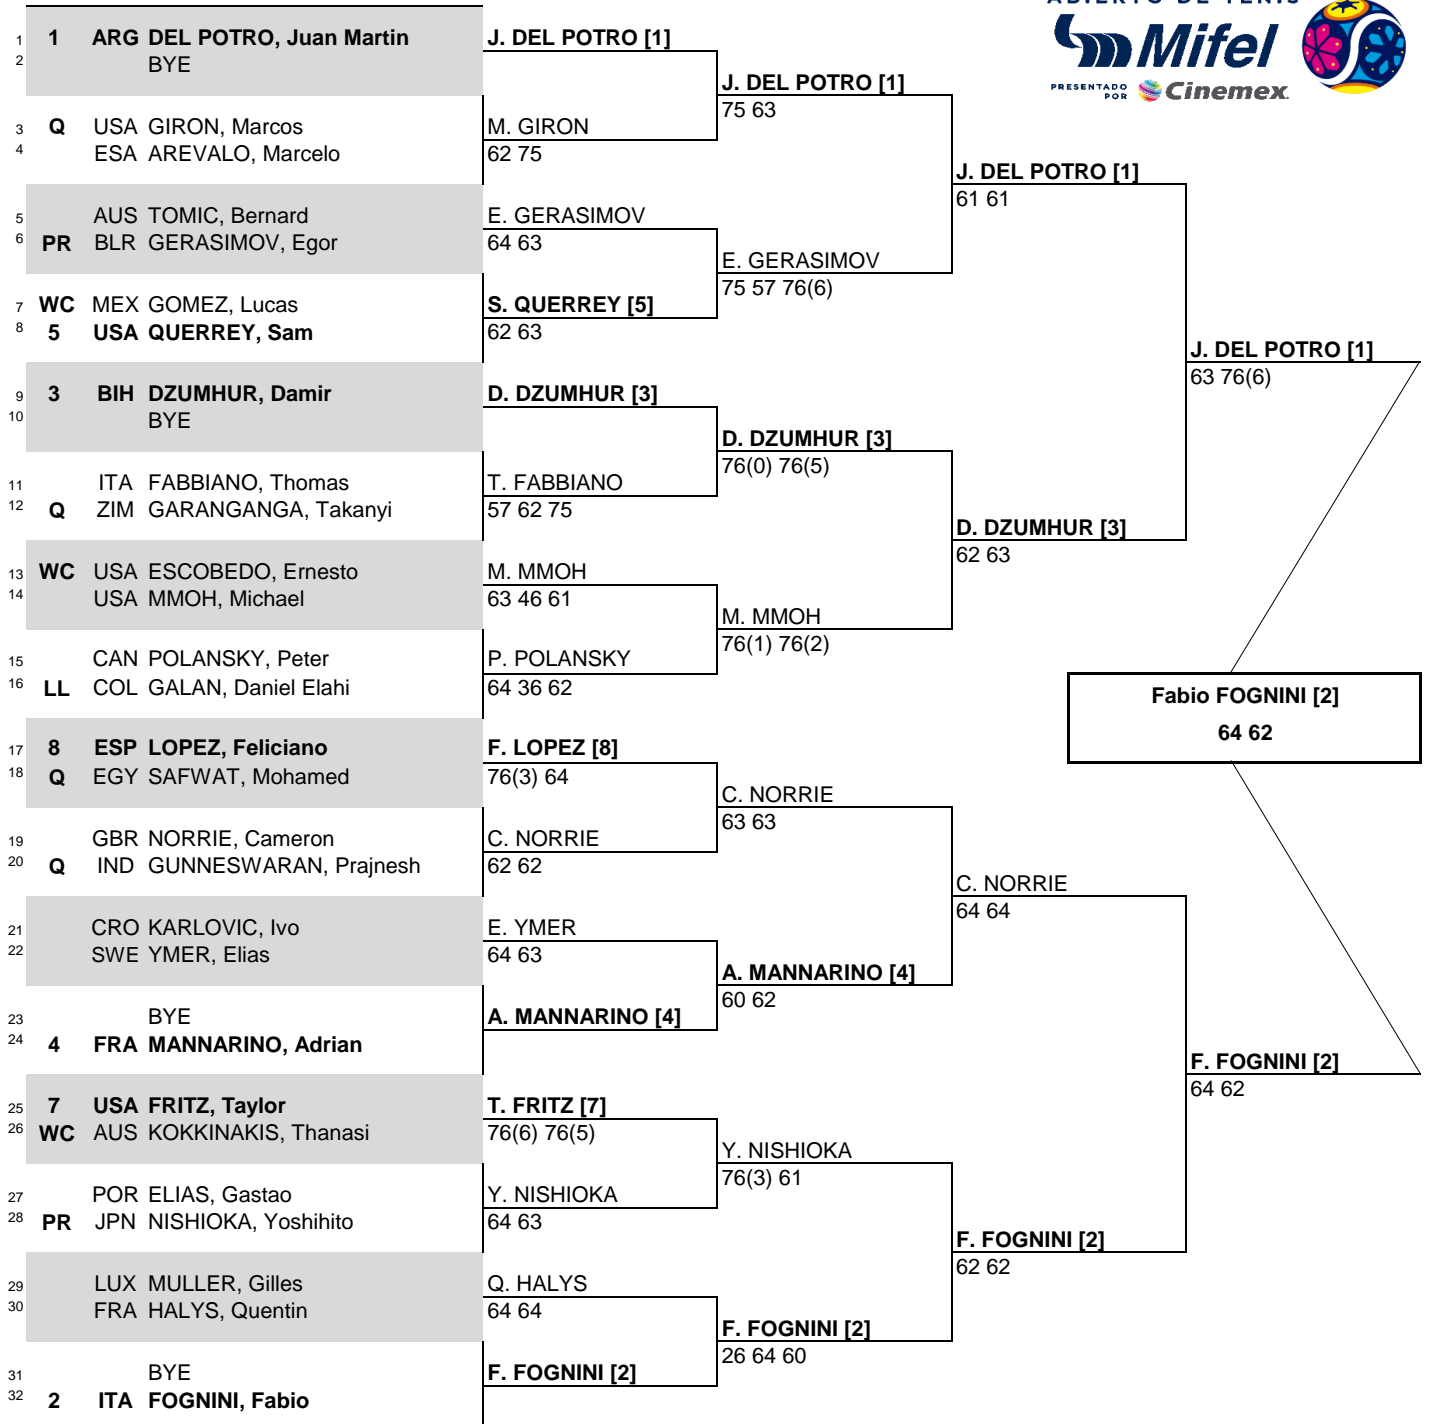 ABIERTO DE TENIS
Mifel
PRESENTADO POR Cinemex
1 1 ARG DEL POTRO, Juan Martin
2 BYE
3 Q USA GIRON, Marcos
4 ESA AREVALO, Marcelo
5 AUS TOMIC, Bernard
6 PR BLR GERASIMOV, Egor
7 WC MEX GOMEZ, Lucas
8 5 USA QUERREY, Sam
9 3 BIH DZUMHUR, Damir
10 BYE
11 ITA FABBIANO, Thomas
12 Q ZIM GARANGANGA, Takanyi
13 WC USA ESCOBEDO, Ernesto
14 USA MMOH, Michael
15 CAN POLANSKY, Peter
16 LL COL GALAN, Daniel Elahi
17 8 ESP LOPEZ, Feliciano
18 Q EGY SAFWAT, Mohamed
19 GBR NORRIE, Cameron
20 Q IND GUNNESWARAN, Prajnesh
21 CRO KARLOVIC, Ivo
22 SWE YMER, Elias
23 BYE
24 4 FRA MANNARINO, Adrian
25 7 USA FRITZ, Taylor
26 WC AUS KOKKINAKIS, Thanasi
27 POR ELIAS, Gastao
28 PR JPN NISHIOKA, Yoshihito
29 LUX MULLER, Gilles
30 FRA HALYS, Quentin
31 BYE
32 2 ITA FOGNINI, Fabio
J. DEL POTRO [1]
M. GIRON
62 75
E. GERASIMOV
64 63
S. QUERREY [5]
62 63
D. DZUMHUR [3]
T. FABBIANO
57 62 75
M. MMOH
63 46 61
P. POLANSKY
64 36 62
F. LOPEZ [8]
76(3) 64
C. NORRIE
62 62
E. YMER
64 63
A. MANNARINO [4]
T. FRITZ [7]
76(6) 76(5)
Y. NISHIOKA
64 63
Q. HALYS
64 64
F. FOGNINI [2]
J. DEL POTRO [1]
75 63
E. GERASIMOV
75 57 76(6)
D. DZUMHUR [3]
76(0) 76(5)
M. MMOH
76(1) 76(2)
C. NORRIE
63 63
A. MANNARINO [4]
60 62
Y. NISHIOKA
76(3) 61
F. FOGNINI [2]
26 64 60
J. DEL POTRO [1]
61 61
D. DZUMHUR [3]
62 63
C. NORRIE
64 64
F. FOGNINI [2]
62 62
J. DEL POTRO [1]
63 76(6)
F. FOGNINI [2]
64 62
Fabio FOGNINI [2]
64 62